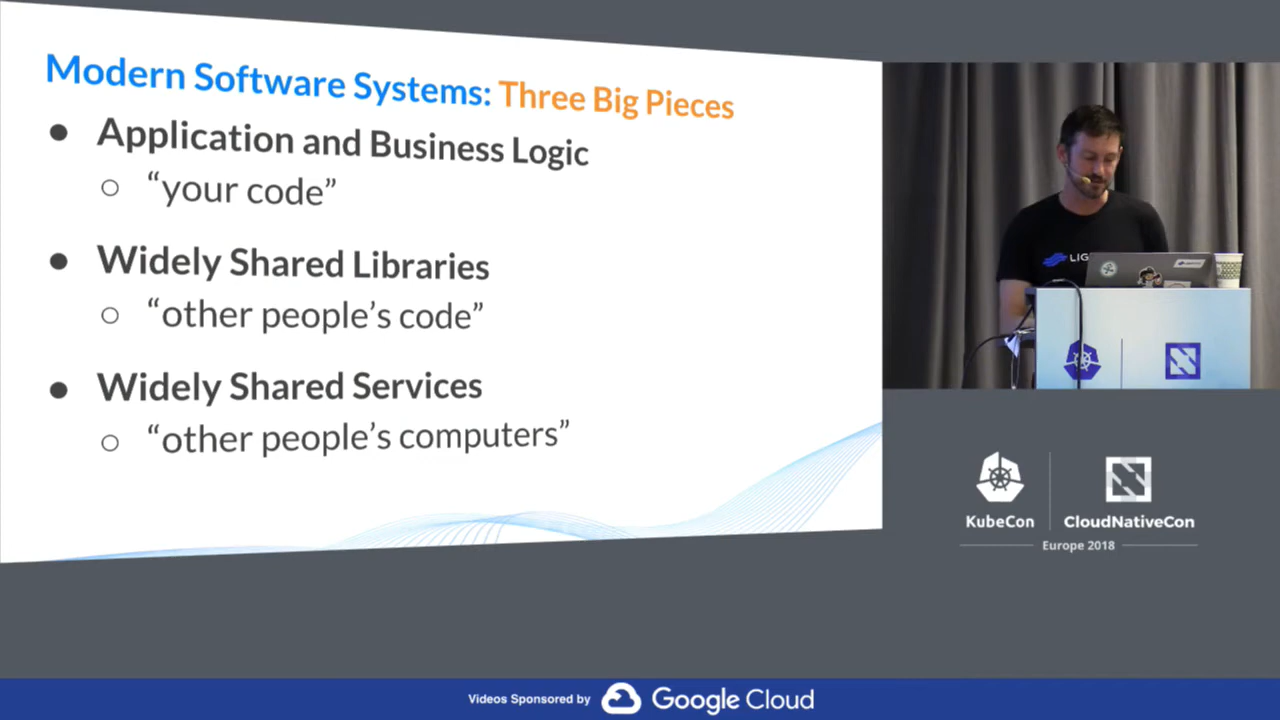 Modern Software Systems: Three Big Pieces
● Application and Business Logic
○ “your code”
● Widely Shared Libraries
○ “other people’s code”
● Widely Shared Services
○ “other people’s computers”
LIG
KubeCon
CloudNativeCon
Europe 2018
Videos Sponsored by Google Cloud